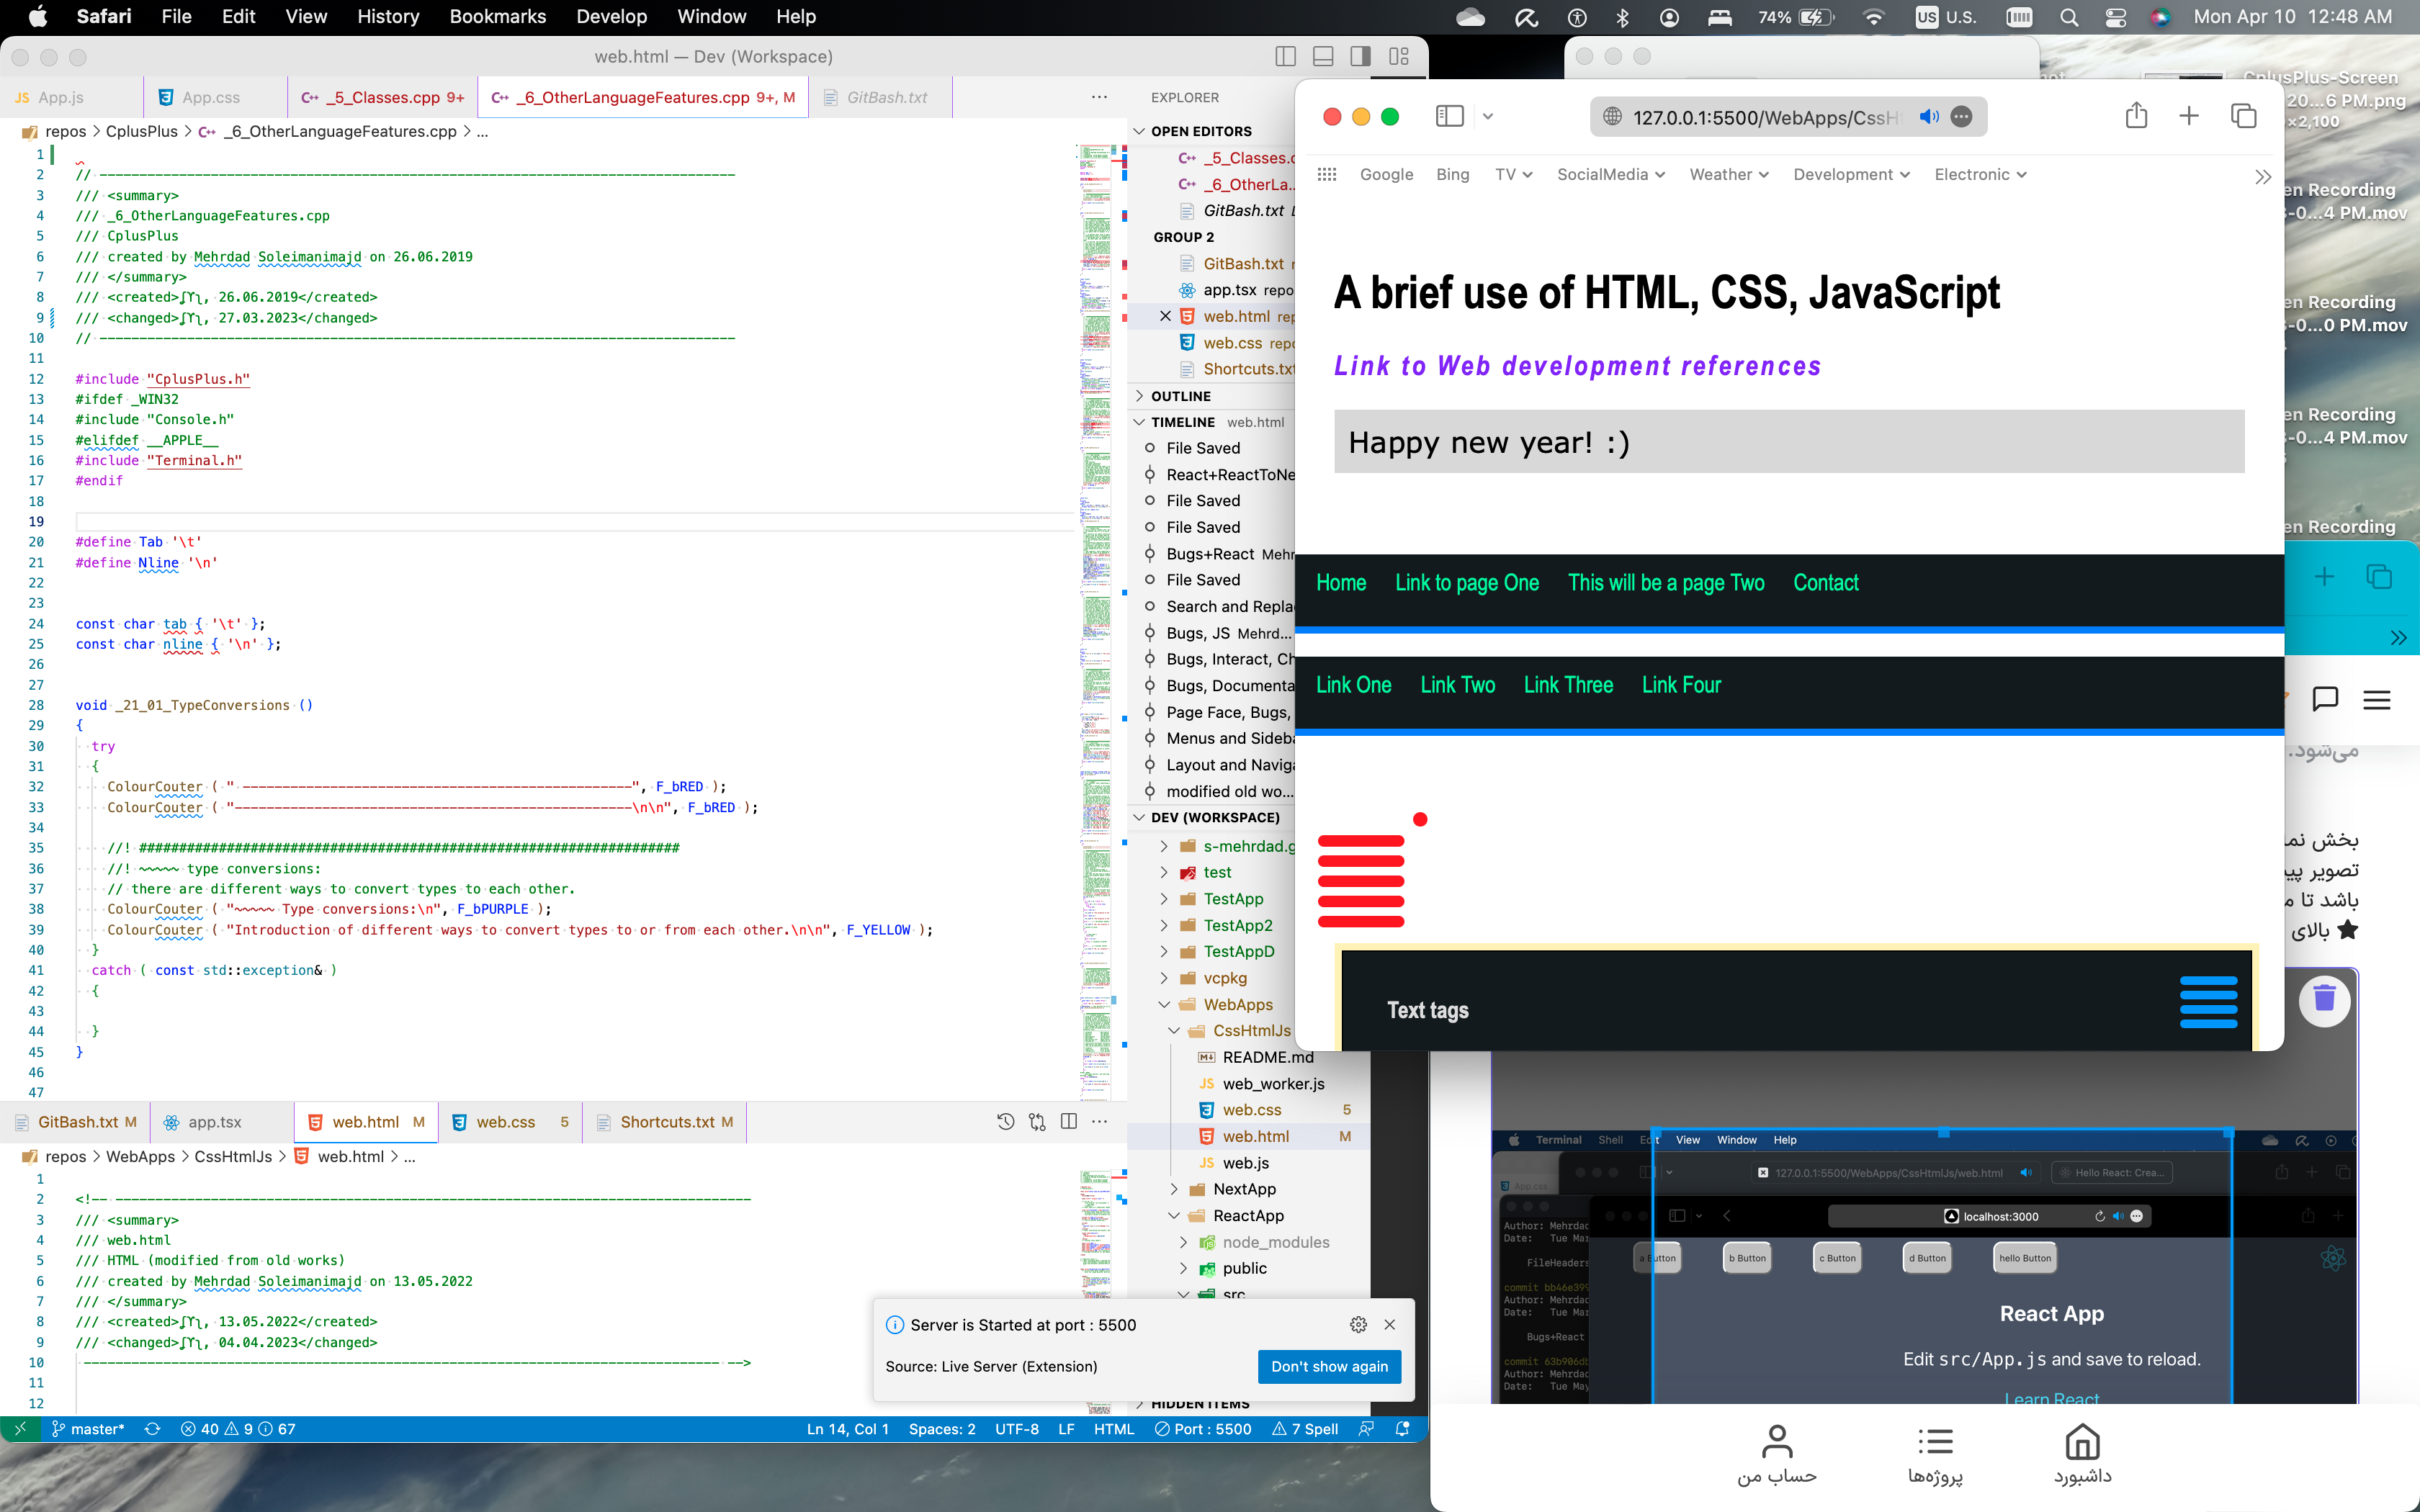 Safari File Edit View History Bookmarks Develop Window Help
74% US U.S. Mon Apr 10 12:48 AM
web.html — Dev (Workspace)
JS App.js
App.css
_5_Classes.cpp 9+
_6_OtherLanguageFeatures.cpp 9+, M
GitBash.txt
repos > CplusPlus > _6_OtherLanguageFeatures.cpp > ...
1
2 // ––––––––––––––––––––––––––––––––––––––––
3 /// <summary>
4 /// _6_OtherLanguageFeatures.cpp
5 /// CplusPlus
6 /// created by Mehrdad Soleimanimajd on 26.06.2019
7 /// </summary>
8 /// <created>ʆϒʅ, 26.06.2019</created>
9 /// <changed>ʆϒʅ, 27.03.2023</changed>
10 // ––––––––––––––––––––––––––––––––––––––––
11
12 #include "CplusPlus.h"
13 #ifdef _WIN32
14 #include "Console.h"
15 #elifdef __APPLE__
16 #include "Terminal.h"
17 #endif
18
19
20 #define Tab '\t'
21 #define Nline '\n'
22
23
24 const char tab { '\t' };
25 const char nline { '\n' };
26
27
28 void _21_01_TypeConversions ()
29 {
30 try
31 {
32 ColourCouter ( " –––––––––––––––––––––––––––––––––––––––––––––––––", F_bRED );
33 ColourCouter ( "––––––––––––––––––––––––––––––––––––––––––––––––––\n\n", F_bRED );
34
35 //! ####################################################################
36 //! ~~~~~ type conversions:
37 // there are different ways to convert types to each other.
38 ColourCouter ( "~~~~~ Type conversions:\n", F_bPURPLE );
39 ColourCouter ( "Introduction of different ways to convert types to or from each other.\n\n", F_YELLOW );
40 }
41 catch ( const std::exception& )
42 {
43
44 }
45 }
46
47
GitBash.txt M
app.tsx
web.html M
web.css 5
Shortcuts.txt M
repos > WebApps > CssHtmlJs > web.html > ...
1
2 <!-- ––––––––––––––––––––––––––––––––––––––––
3 /// <summary>
4 /// web.html
5 /// HTML (modified from old works)
6 /// created by Mehrdad Soleimanimajd on 13.05.2022
7 /// </summary>
8 /// <created>ʆϒʅ, 13.05.2022</created>
9 /// <changed>ʆϒʅ, 04.04.2023</changed>
10 –––––––––––––––––––––––––––––––––––––––– -->
11
12
master* 40 9 67
Ln 14, Col 1 Spaces: 2 UTF-8 LF HTML Port : 5500 7 Spell
EXPLORER
OPEN EDITORS
_5_Classes.c
_6_OtherLa...
GitBash.txt
GROUP 2
GitBash.txt
app.tsx repo
web.html rep
web.css repo
Shortcuts.txt
OUTLINE
TIMELINE web.html
File Saved
React+ReactToNe
File Saved
File Saved
Bugs+React Mehr
File Saved
Search and Repla
Bugs, JS Mehrd...
Bugs, Interact, Ch
Bugs, Documenta
Page Face, Bugs,
Menus and Sideba
Layout and Naviga
modified old wo...
DEV (WORKSPACE)
s-mehrdad.g
test
TestApp
TestApp2
TestAppD
vcpkg
WebApps
CssHtmlJs
README.md
JS web_worker.js
web.css 5
web.html M
JS web.js
NextApp
ReactApp
node_modules
public
src
HIDDEN ITEMS
Server is Started at port : 5500
Source: Live Server (Extension)
Don't show again
127.0.0.1:5500/WebApps/CssH
Google Bing TV SocialMedia Weather Development Electronic
A brief use of HTML, CSS, JavaScript
Link to Web development references
Happy new year! :)
Home Link to page One This will be a page Two Contact
Link One Link Two Link Three Link Four
Text tags
CplusPlus-Screen
20...6 PM.png
×2,100
en Recording
-0...4 PM.mov
en Recording
-0...0 PM.mov
en Recording
-0...4 PM.mov
en Recording
می‌شود.
بخش نم
تصویر پی
باشد تا م
بالای
Terminal Shell Edit View Window Help
127.0.0.1:5500/WebApps/CssHtmlJs/web.html
Hello React: Crea...
App.css
localhost:3000
Author: Mehrdad
Date: Tue Mar
FileHeaders
commit bb46e399
Author: Mehrdad
Date: Tue Mar
Bugs+React
commit 63b906db
Author: Mehrdad
Date: Tue May
a Button
b Button
c Button
d Button
hello Button
React App
Edit src/App.js and save to reload.
Learn React
داشبورد
پروژه‌ها
حساب من